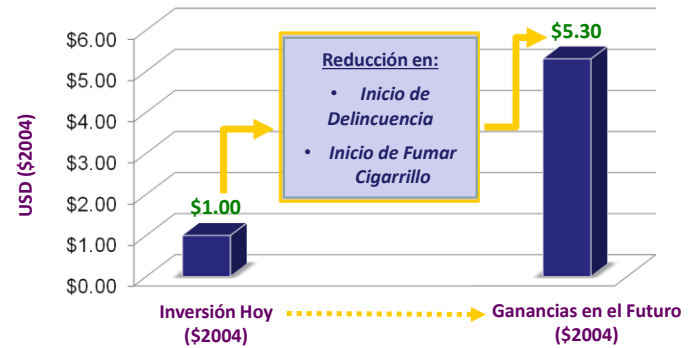 $6.00
$5.00
$4.00
$3.00
$2.00
$1.00
$0.00
USD ($2004)
$1.00
Reducción en:
• Inicio de
Delincuencia
• Inicio de Fumar
Cigarrillo
$5.30
Inversión Hoy
($2004)
Ganancias en el Futuro
($2004)